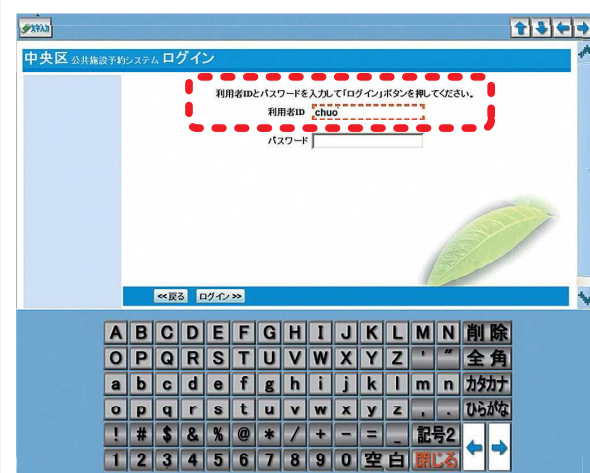 文字入力
中央区 公共施設予約システム ログイン
利用者IDとパスワードを入力して「ログイン」ボタンを押してください。
利用者ID chuo
パスワード
<<戻る ログイン>>
A B C D E F G H I J K L M N 削除
O P Q R S T U V W X Y Z ' " 全角
a b c d e f g h i j k l m n カタカナ
o p q r s t u v w x y z , . ひらがな
! # $ & % @ * / + - = _ 記号2
1 2 3 4 5 6 7 8 9 0 空白 閉じる